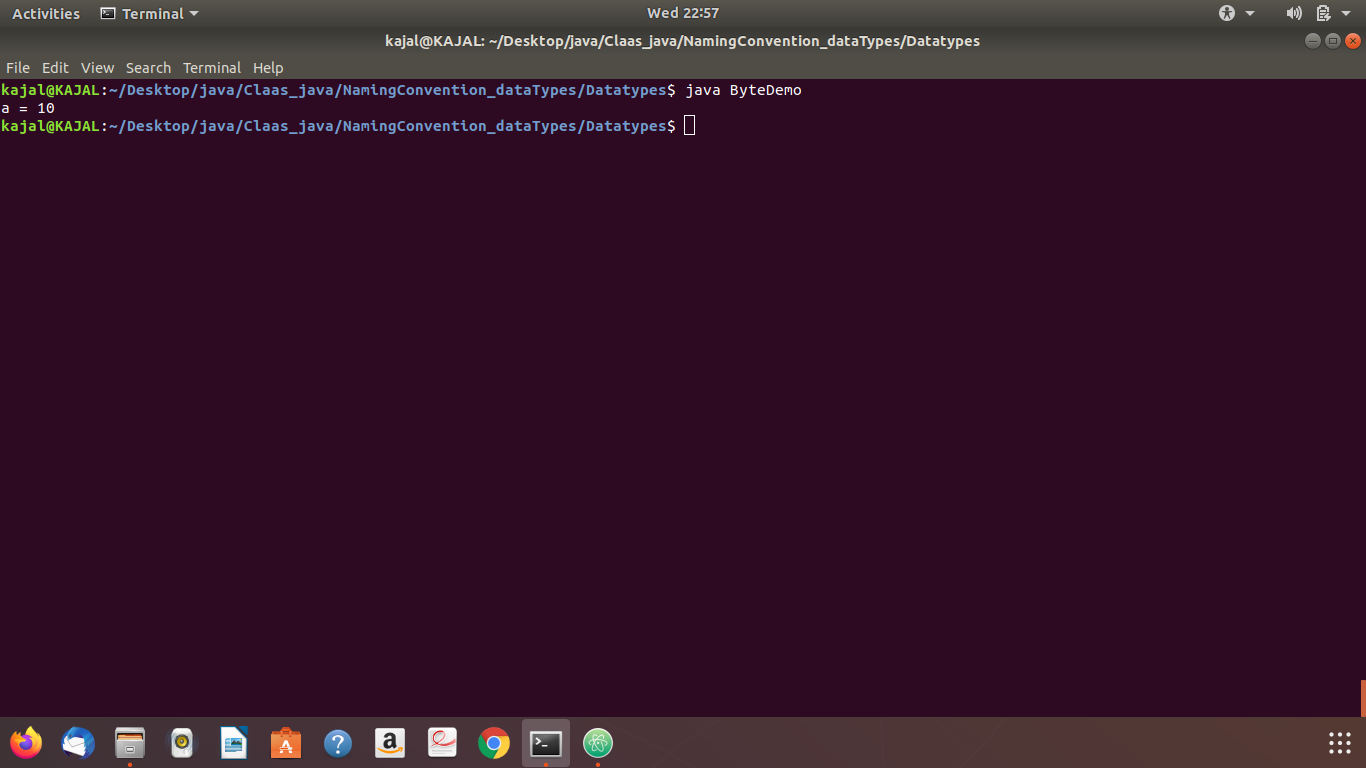 Activities Terminal Wed 22:57
kajal@KAJAL: ~/Desktop/java/Claas_java/NamingConvention_dataTypes/Datatypes
File Edit View Search Terminal Help
kajal@KAJAL:~/Desktop/java/Claas_java/NamingConvention_dataTypes/Datatypes$ java ByteDemo
a = 10
kajal@KAJAL:~/Desktop/java/Claas_java/NamingConvention_dataTypes/Datatypes$